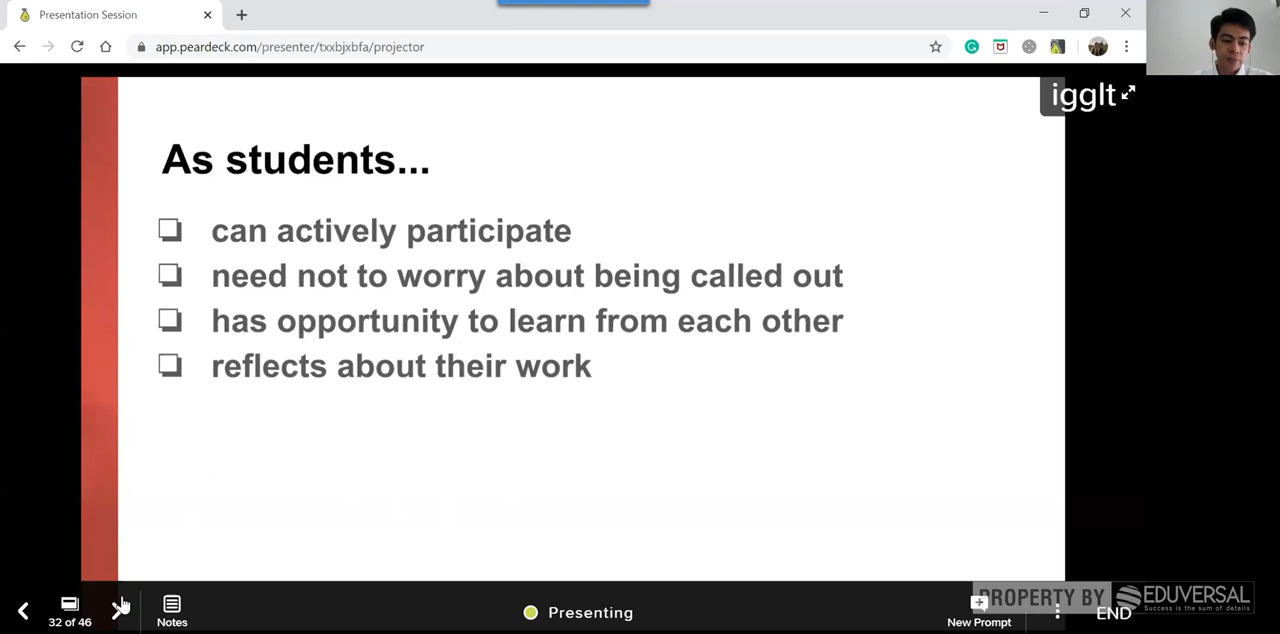 Presentation Session
app.peardeck.com/presenter/txxbjxbfa/projector
igglt
As students...
can actively participate
need not to worry about being called out
has opportunity to learn from each other
reflects about their work
32 of 46
Notes
Presenting
New Prompt
END
PROPERTY BY EDUVERSAL
Success is the sum of details